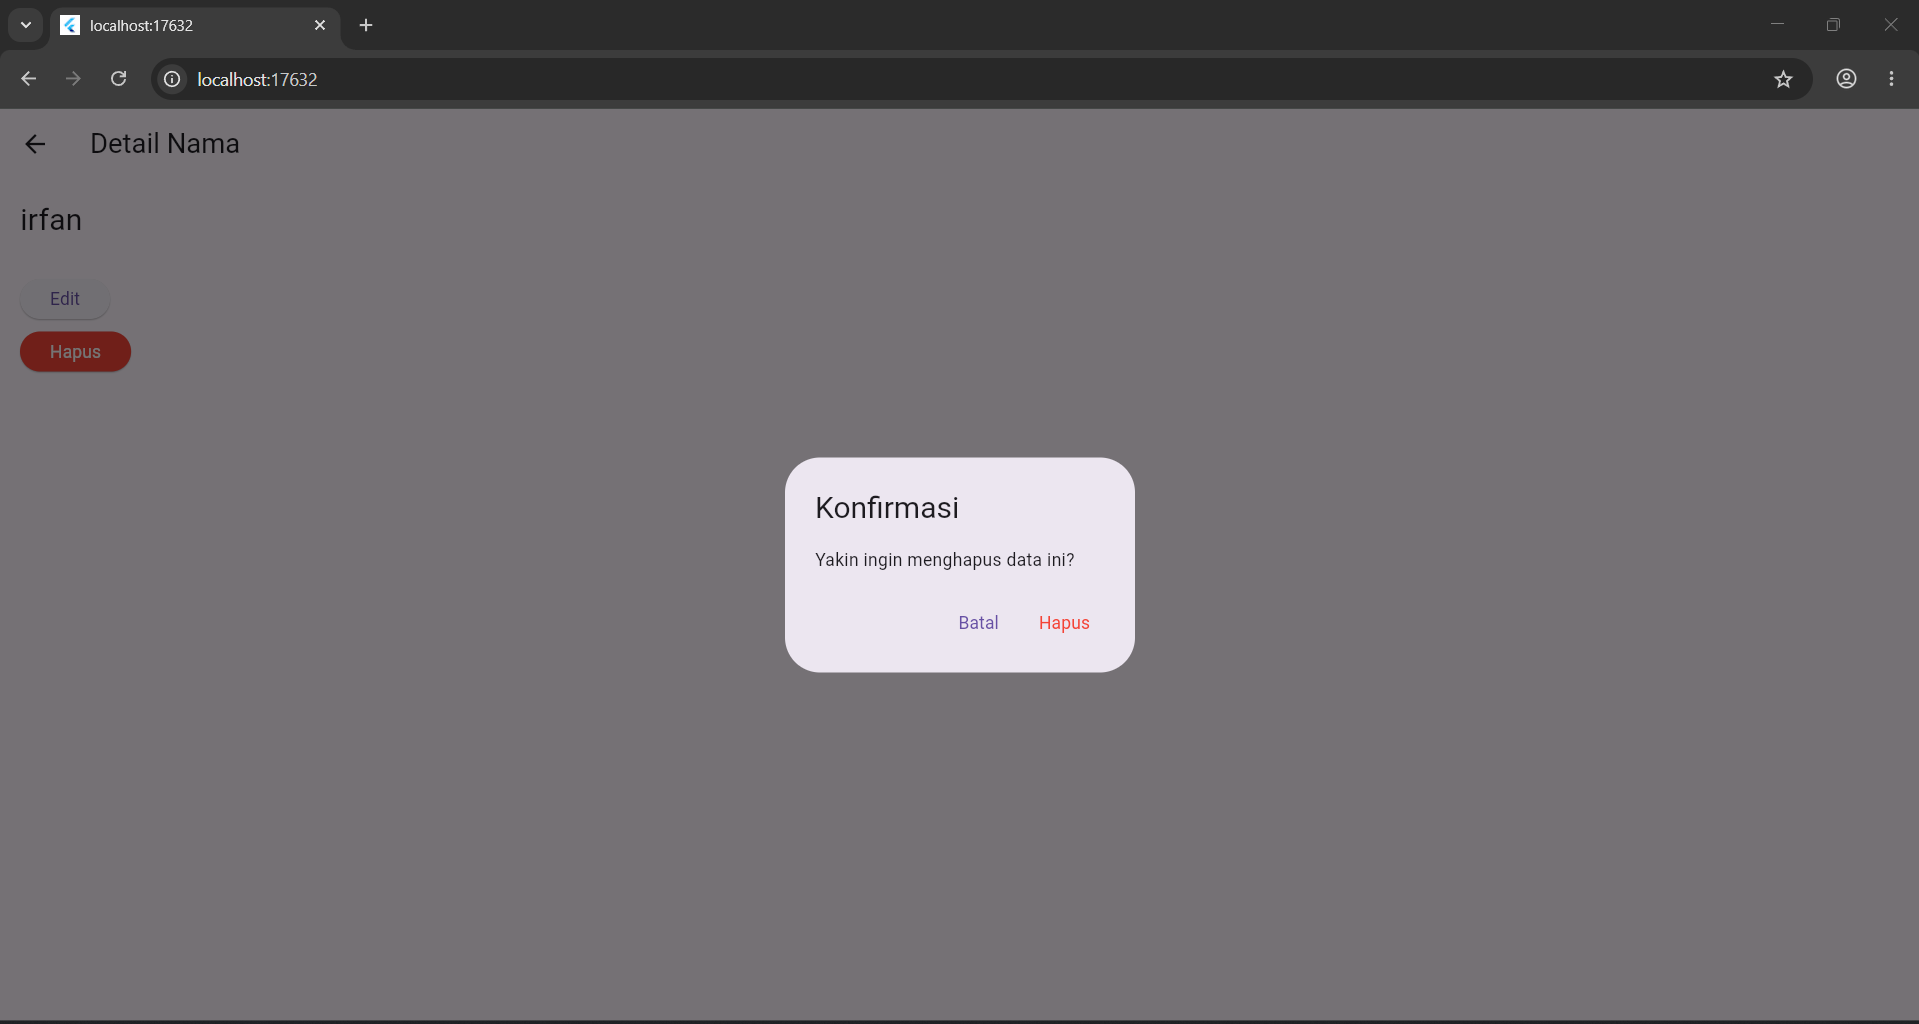 localhost:17632
localhost:17632
Detail Nama
irfan
Edit
Hapus
Konfirmasi
Yakin ingin menghapus data ini?
Batal Hapus